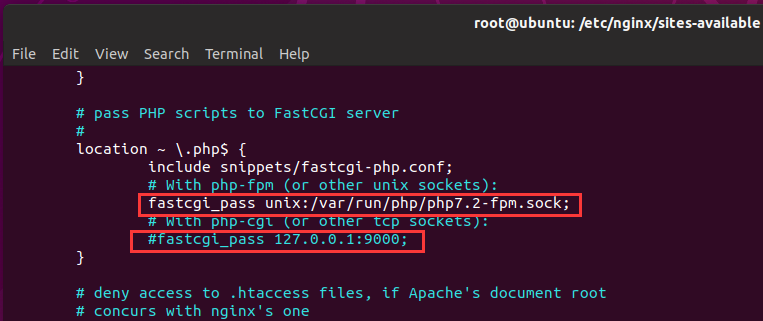 root@ubuntu: /etc/nginx/sites-available
File Edit View Search Terminal Help
}
# pass PHP scripts to FastCGI server
#
location ~ \.php$ {
include snippets/fastcgi-php.conf;
# With php-fpm (or other unix sockets):
fastcgi_pass unix:/var/run/php/php7.2-fpm.sock;
# With php-cgi (or other tcp sockets):
#fastcgi_pass 127.0.0.1:9000;
}
# deny access to .htaccess files, if Apache's document root
# concurs with nginx's one